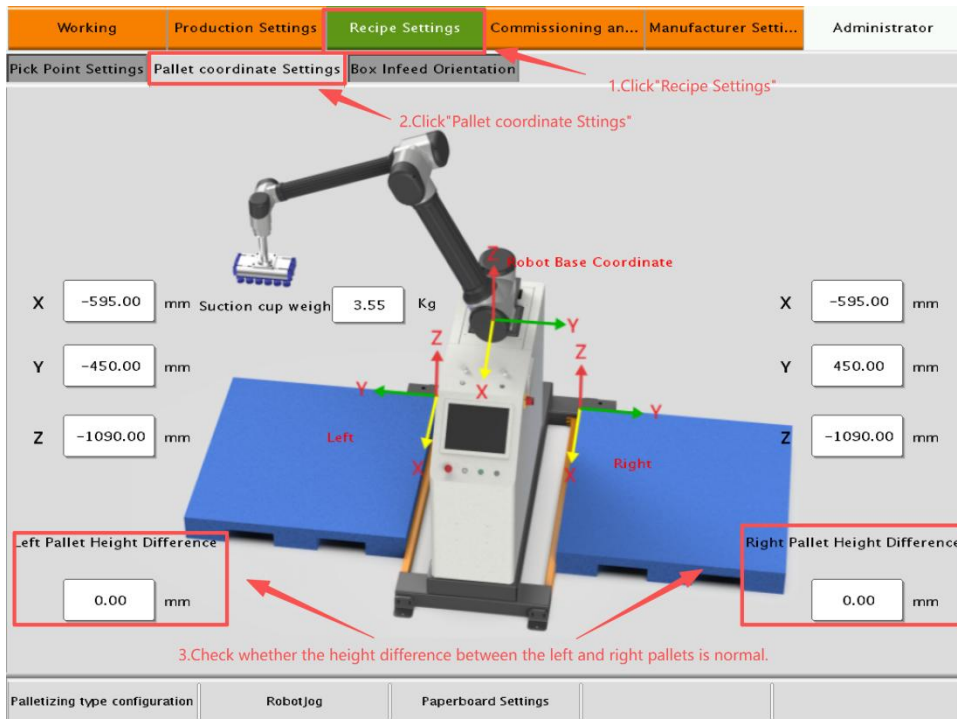 Working Production Settings Recipe Settings Commissioning an... Manufacturer Setti... Administrator
Pick Point Settings Pallet coordinate Settings Box Infeed Orientation
1.Click"Recipe Settings"
2.Click"Pallet coordinate Sttings"
Z Robot Base Coordinate
X -595.00 mm Suction cup weigh 3.55 Kg Y X -595.00 mm
Z Z
Y -450.00 mm X Y 450.00 mm
Y Y
Z -1090.00 mm Left Z -1090.00 mm
X X Right
Left Pallet Height Difference Right Pallet Height Difference
0.00 mm 0.00 mm
3.Check whether the height difference between the left and right pallets is normal.
Palletizing type configuration RobotJog Paperboard Settings